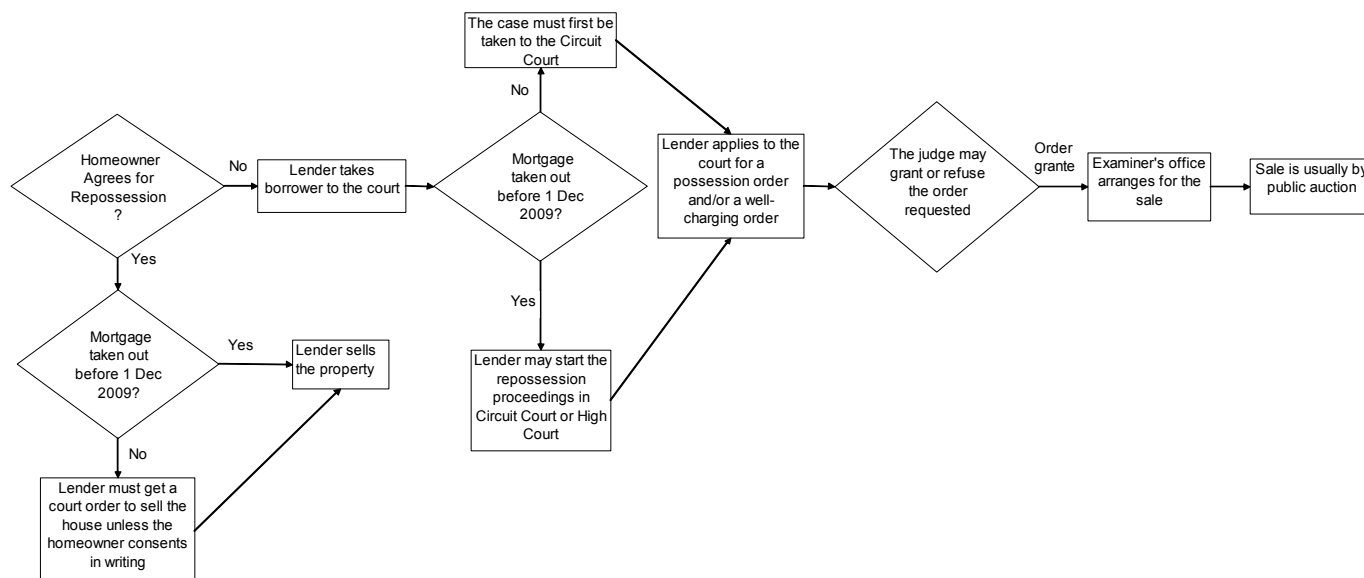 The case must first be
taken to the Circuit
Court
No
Homeowner
Agrees for
Repossession
?
No
Lender takes
borrower to the court
Mortgage
taken out
before 1 Dec
2009?
Lender applies to the
court for a
possession order
and/or a well-
charging order
The judge may
grant or refuse
the order
requested
Order
grante
Examiner's office
arranges for the
sale
Sale is usually by
public auction
Yes
Yes
Mortgage
taken out
before 1 Dec
2009?
Yes
Lender sells
the property
Lender may start the
repossession
proceedings in
Circuit Court or High
Court
No
Lender must get a
court order to sell the
house unless the
homeowner consents
in writing